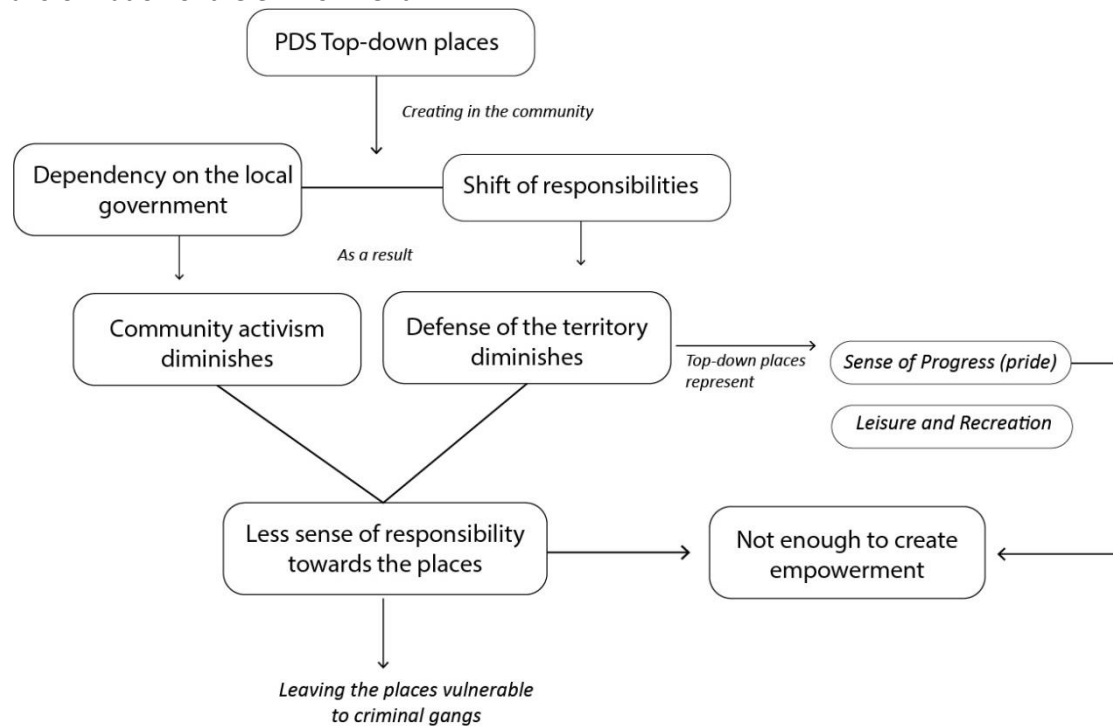 PDS Top-down places
Creating in the community
Dependency on the local
government
Shift of responsibilities
As a result
Community activism
diminishes
Defense of the territory
diminishes
Top-down places
represent
Sense of Progress (pride)
Leisure and Recreation
Less sense of responsibility
towards the places
Not enough to create
empowerment
Leaving the places vulnerable
to criminal gangs